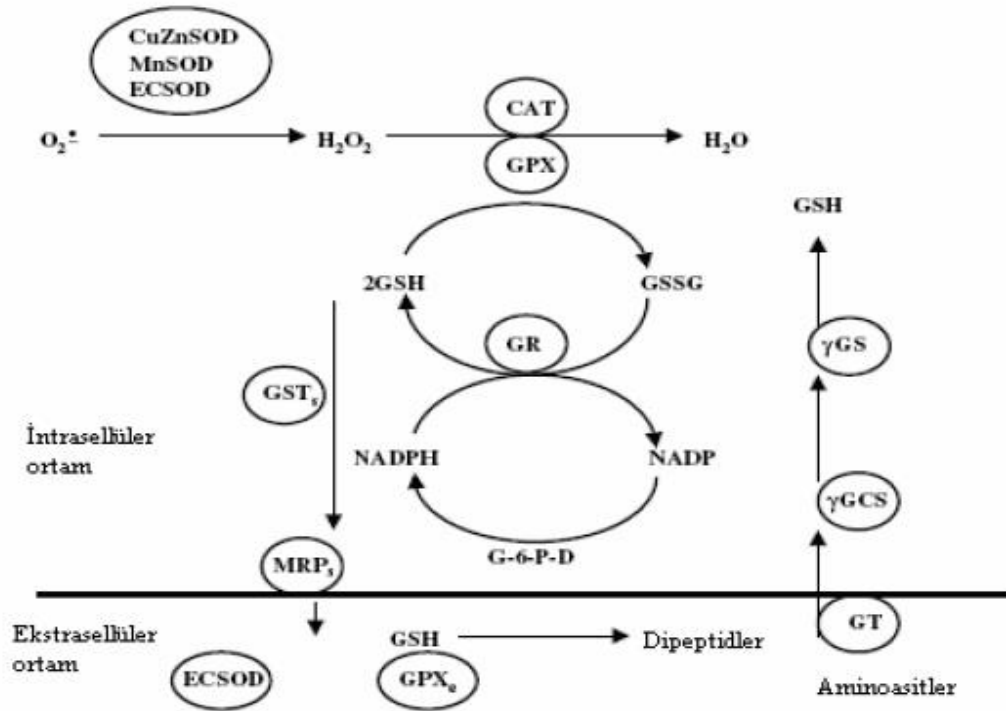 CuZnSOD
MnSOD
ECSOD
O₂•̲
H₂O₂
CAT
GPX
H₂O
GSH
2GSH
GSSG
GR
γGS
GSTₛ
İntrasellüler
ortam
NADPH
NADP
γGCS
G-6-P-D
MRPₛ
Ekstrasellüler
ortam
GSH
Dipeptidler
GT
ECSOD
GPXₑ
Aminoasitler